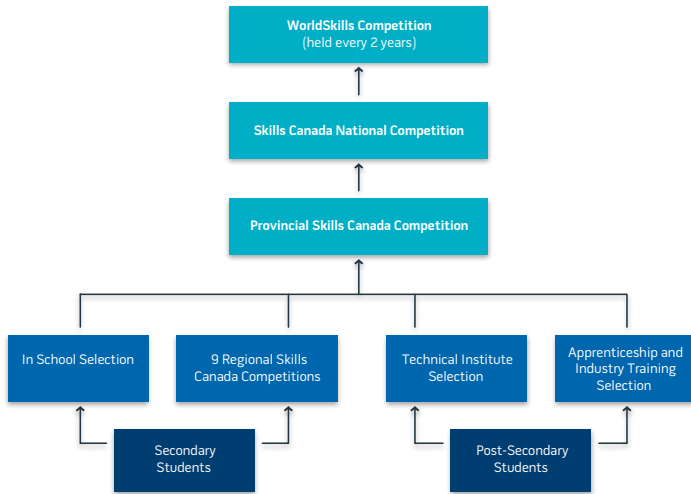 WorldSkills Competition
(held every 2 years)
Skills Canada National Competition
Provincial Skills Canada Competition
In School Selection
9 Regional Skills
Canada Competitions
Technical Institute
Selection
Apprenticeship and
Industry Training
Selection
Secondary
Students
Post-Secondary
Students